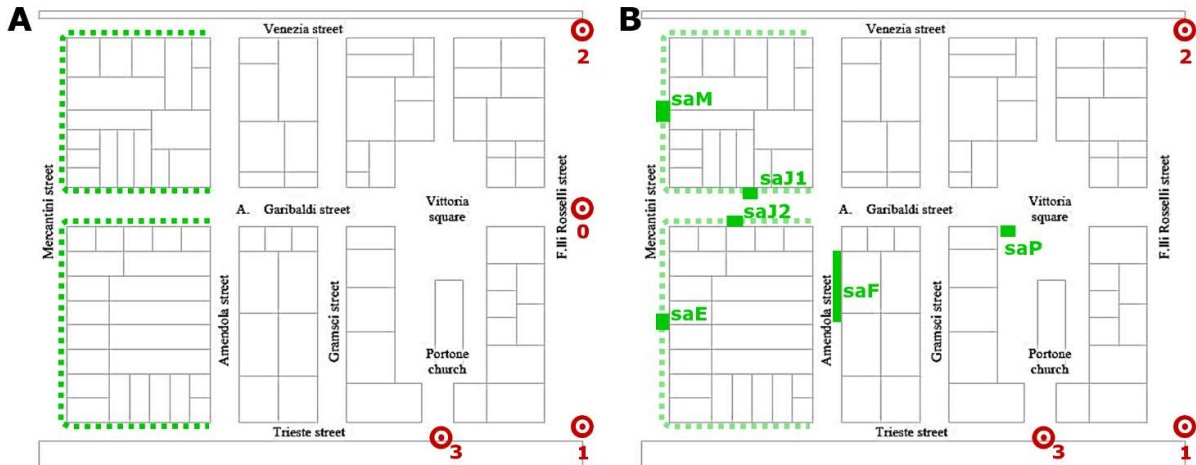 A
Venezia street
2
Mercantini street
A. Garibaldi street
Vittoria
square
F.lli Rosselli street
0
Amendola street
Gramsci street
Portone
church
Trieste street
3
1
B
Venezia street
2
saM
Mercantini street
saJ1
saJ2
A. Garibaldi street
Vittoria
square
F.lli Rosselli street
saP
saF
saE
Amendola street
Gramsci street
Portone
church
Trieste street
3
1